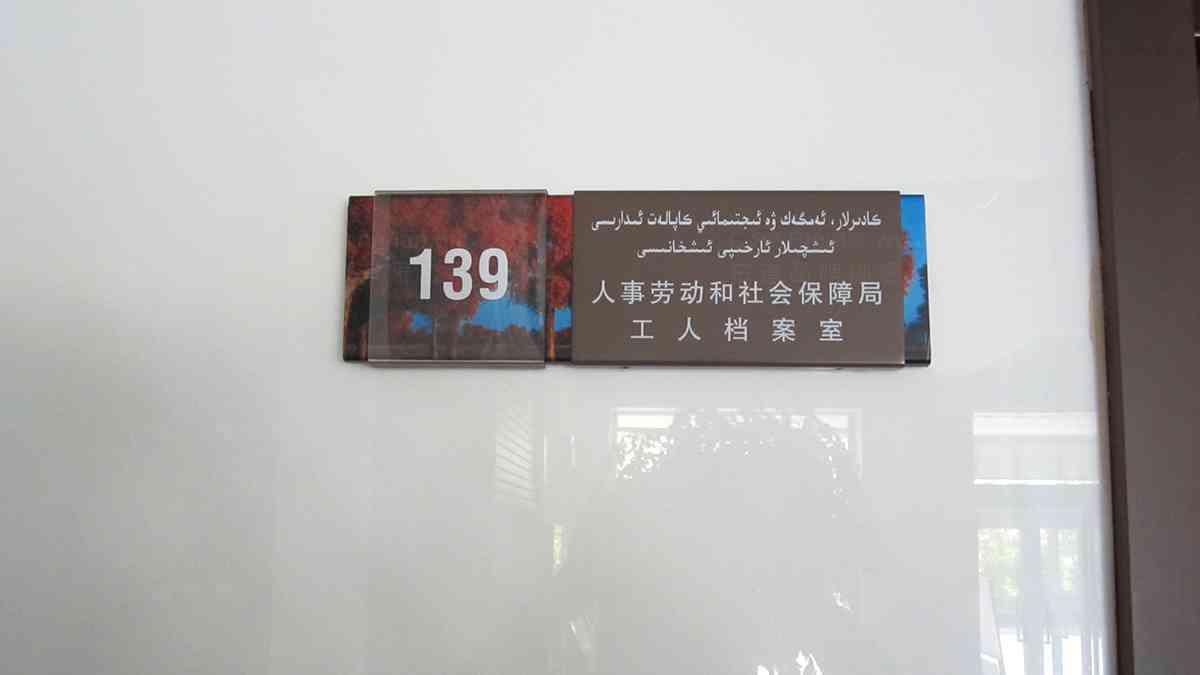 139
كادىرلار، ئەمگەك ۋە ئىجتىمائىي كاپالەت ئىدارىسى
ئىشچىلار ئارخىپى ئىشخانىسى
人事劳动和社会保障局
工人档案室